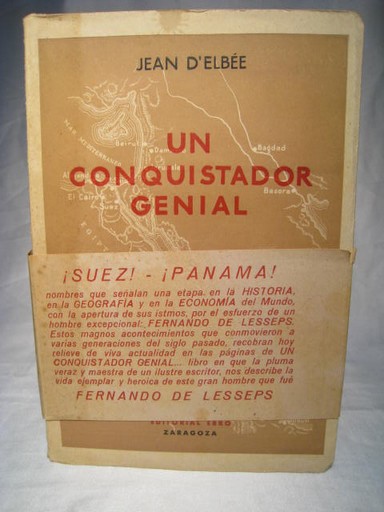 JEAN D'ELBÉE
UN
CONQUISTADOR
GENIAL
MAR MEDITERRANEO
Beirut
Bagdad
Basora
El Cairo
Suez
¡SUEZ! - ¡PANAMA!
nombres que señalan una etapa en la HISTORIA,
en la GEOGRAFÍA y en la ECONOMÍA del Mundo,
con la apertura de sus istmos, por el esfuerzo de un
hombre excepcional: FERNANDO DE LESSEPS.
Estos magnos acontecimientos que conmovieron a
varias generaciones del siglo pasado, recobran hoy
relieve de viva actualidad en las páginas de UN
CONQUISTADOR GENIAL... libro en que la pluma
veraz y maestra de un ilustre escritor, nos describe la
vida ejemplar y heroica de este gran hombre que fué
FERNANDO DE LESSEPS
EDITORIAL EBRO
ZARAGOZA